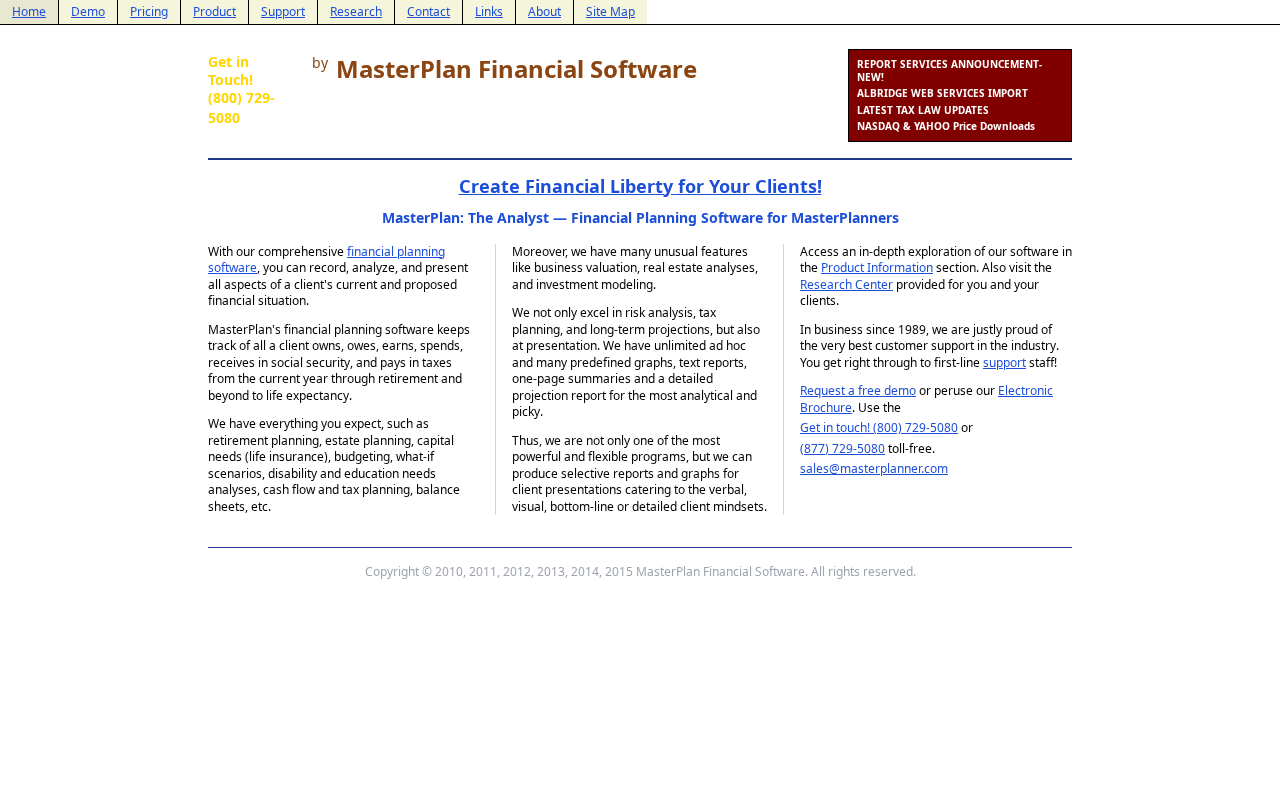 Home Demo Pricing Product Support Research Contact Links About Site Map
Get in
Touch!
(800) 729-
5080
by MasterPlan Financial Software
REPORT SERVICES ANNOUNCEMENT-
NEW!
ALBRIDGE WEB SERVICES IMPORT
LATEST TAX LAW UPDATES
NASDAQ & YAHOO Price Downloads
Create Financial Liberty for Your Clients!
MasterPlan: The Analyst — Financial Planning Software for MasterPlanners
With our comprehensive financial planning
software, you can record, analyze, and present
all aspects of a client's current and proposed
financial situation.
MasterPlan's financial planning software keeps
track of all a client owns, owes, earns, spends,
receives in social security, and pays in taxes
from the current year through retirement and
beyond to life expectancy.
We have everything you expect, such as
retirement planning, estate planning, capital
needs (life insurance), budgeting, what-if
scenarios, disability and education needs
analyses, cash flow and tax planning, balance
sheets, etc.
Moreover, we have many unusual features
like business valuation, real estate analyses,
and investment modeling.
We not only excel in risk analysis, tax
planning, and long-term projections, but also
at presentation. We have unlimited ad hoc
and many predefined graphs, text reports,
one-page summaries and a detailed
projection report for the most analytical and
picky.
Thus, we are not only one of the most
powerful and flexible programs, but we can
produce selective reports and graphs for
client presentations catering to the verbal,
visual, bottom-line or detailed client mindsets.
Access an in-depth exploration of our software in
the Product Information section. Also visit the
Research Center provided for you and your
clients.
In business since 1989, we are justly proud of
the very best customer support in the industry.
You get right through to first-line support staff!
Request a free demo or peruse our Electronic
Brochure. Use the
Get in touch! (800) 729-5080 or
(877) 729-5080 toll-free.
sales@masterplanner.com
Copyright © 2010, 2011, 2012, 2013, 2014, 2015 MasterPlan Financial Software. All rights reserved.